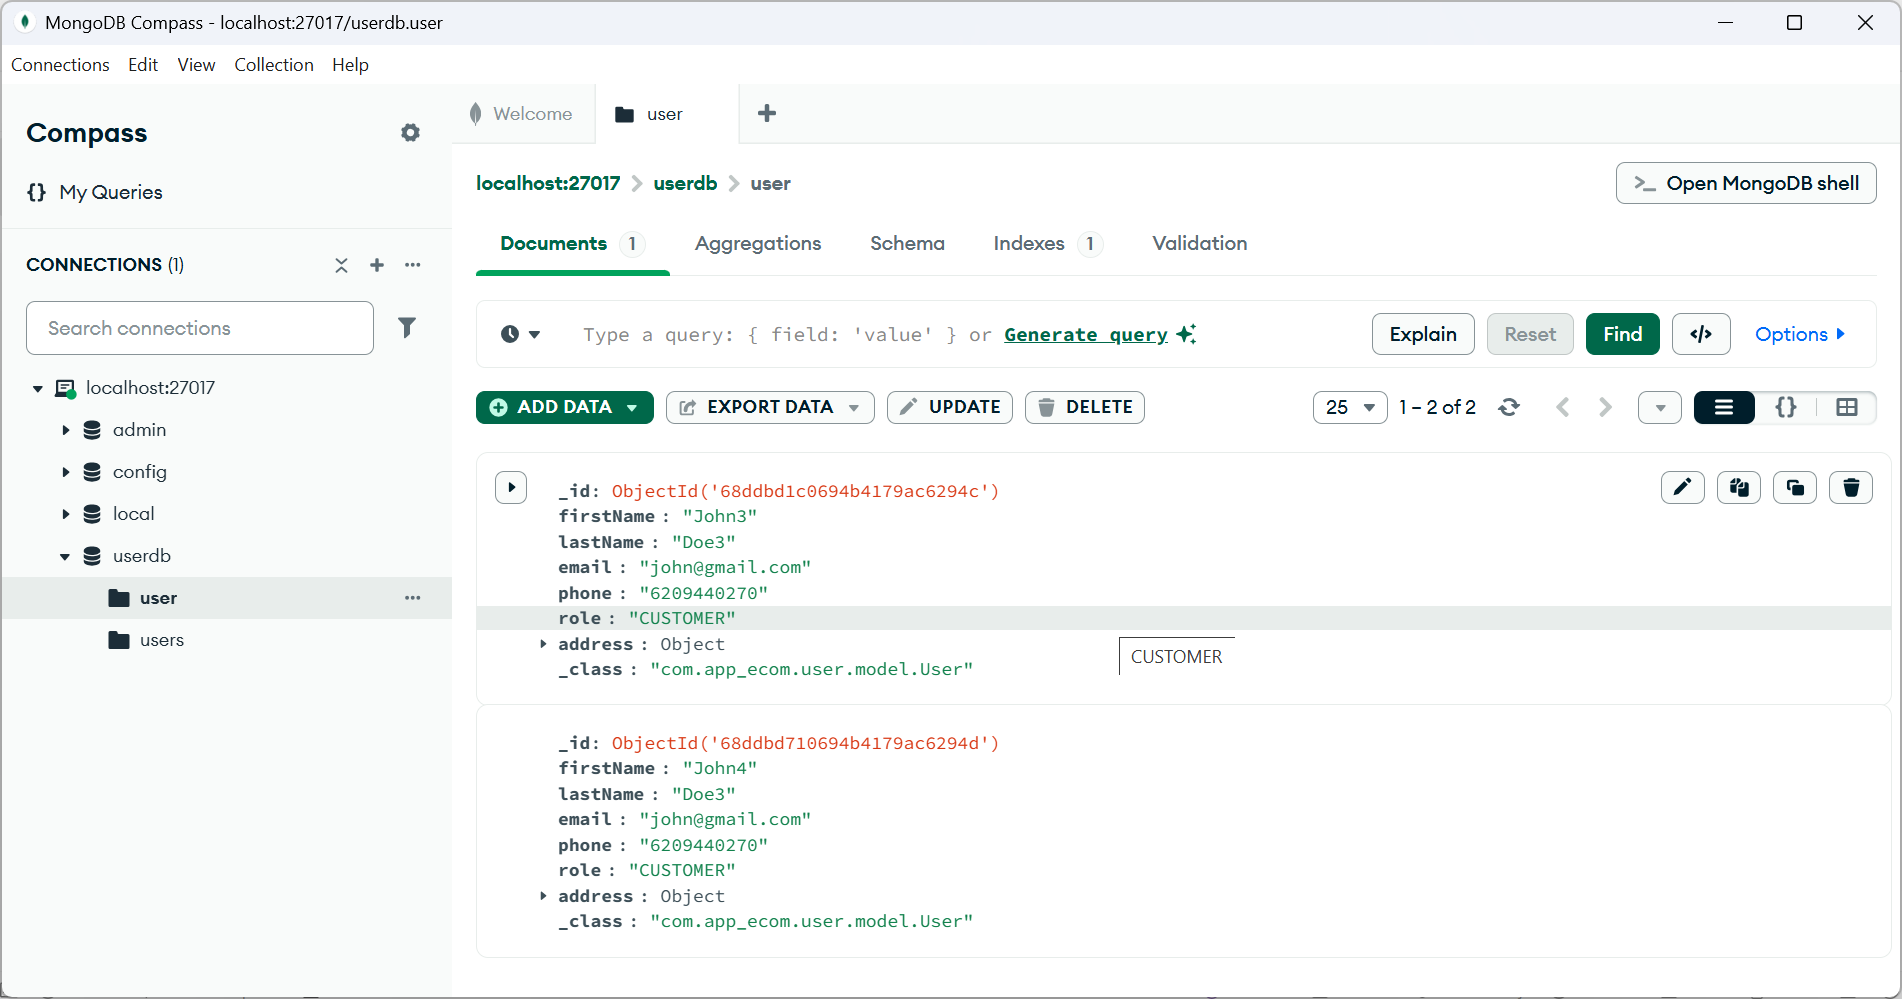 MongoDB Compass - localhost:27017/userdb.user
Connections Edit View Collection Help
Compass
{} My Queries
CONNECTIONS (1)
Search connections
localhost:27017
admin
config
local
userdb
user
users
Welcome
user
localhost:27017 > userdb > user
>_ Open MongoDB shell
Documents 1 Aggregations Schema Indexes 1 Validation
Type a query: { field: 'value' } or Generate query
Explain Reset Find </> Options
ADD DATA EXPORT DATA UPDATE DELETE
25 1 – 2 of 2 {}
_id: ObjectId('68ddbd1c0694b4179ac6294c')
firstName : "John3"
lastName : "Doe3"
email : "john@gmail.com"
phone : "6209440270"
role : "CUSTOMER"
address : Object
CUSTOMER
_class : "com.app_ecom.user.model.User"
_id: ObjectId('68ddbd710694b4179ac6294d')
firstName : "John4"
lastName : "Doe3"
email : "john@gmail.com"
phone : "6209440270"
role : "CUSTOMER"
address : Object
_class : "com.app_ecom.user.model.User"